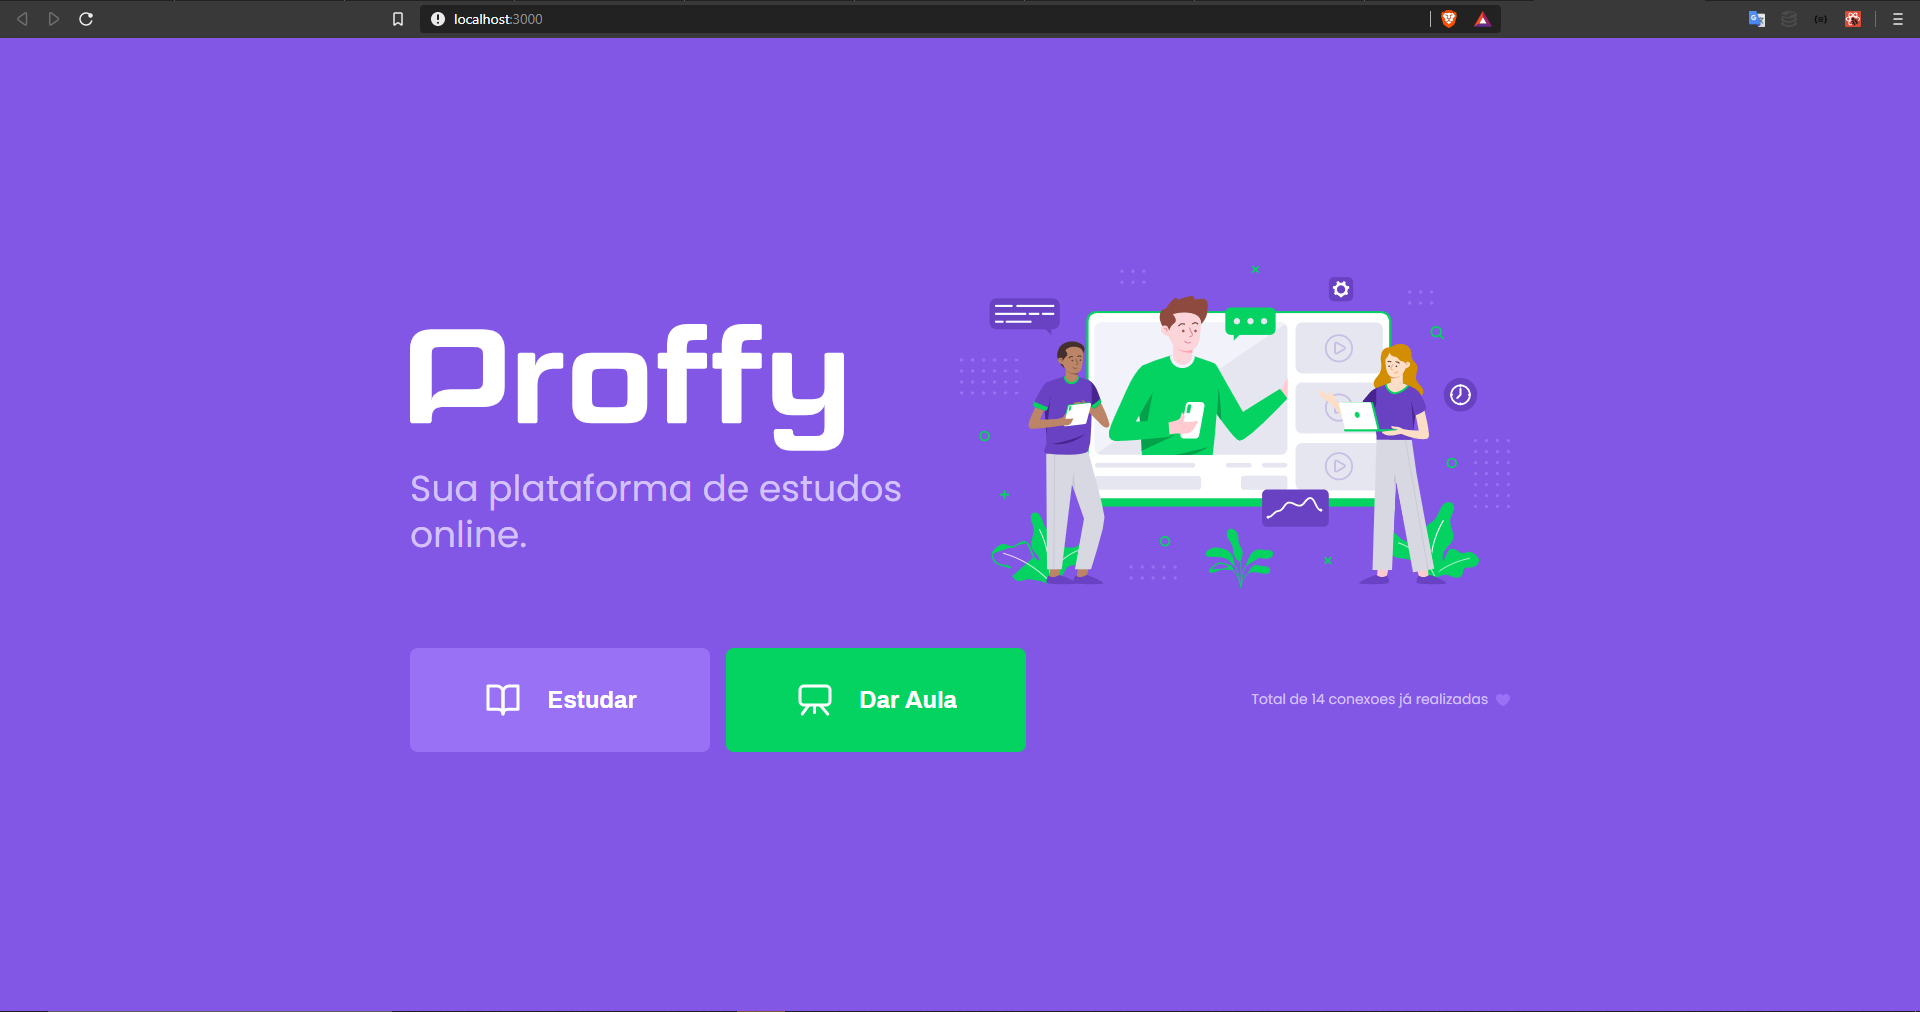 localhost:3000
Proffy
Sua plataforma de estudos
online.
Estudar
Dar Aula
Total de 14 conexoes já realizadas